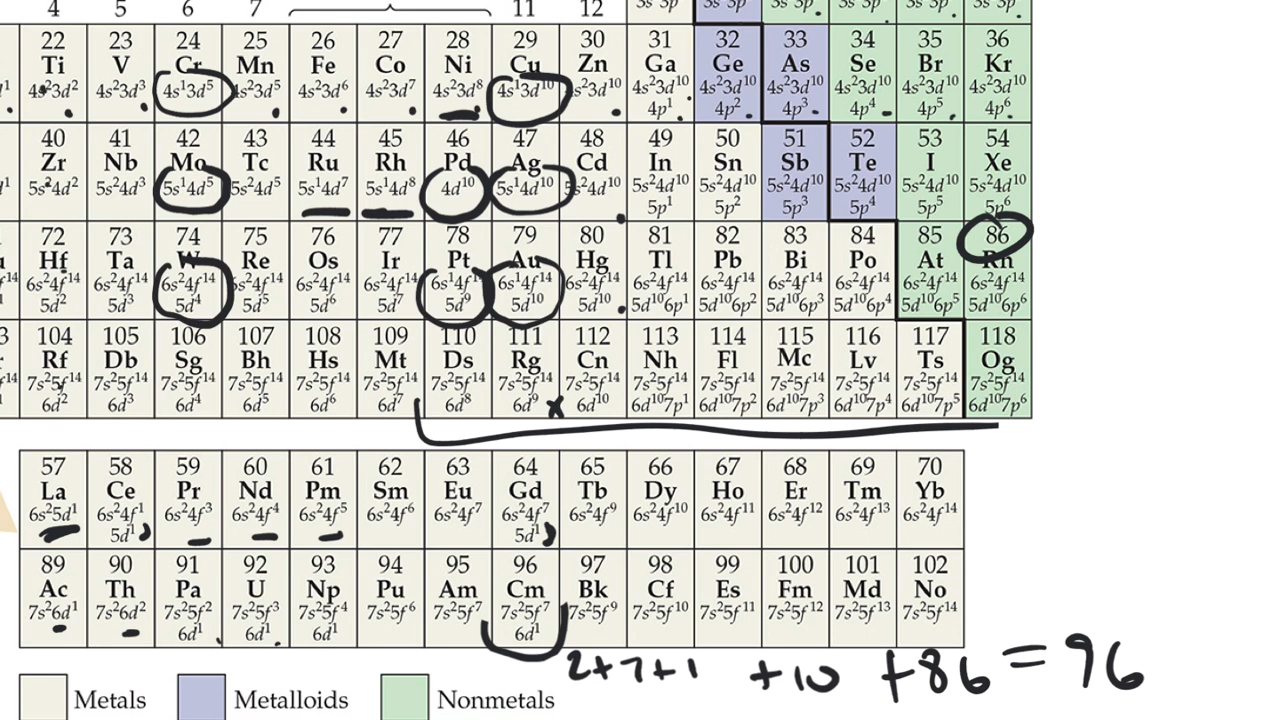 4 5 6 7 11 12
22 23 24 25 26 27 28 29 30 31 32 33 34 35 36
Ti V Cr Mn Fe Co Ni Cu Zn Ga Ge As Se Br Kr
4s²3d² 4s²3d³ 4s¹3d⁵ 4s²3d⁵ 4s²3d⁶ 4s²3d⁷ 4s²3d⁸ 4s¹3d¹⁰ 4s²3d¹⁰ 4s²3d¹⁰ 4s²3d¹⁰ 4s²3d¹⁰ 4s²3d¹⁰ 4s²3d¹⁰ 4s²3d¹⁰
4p¹ 4p² 4p³ 4p⁴ 4p⁵ 4p⁶
40 41 42 43 44 45 46 47 48 49 50 51 52 53 54
Zr Nb Mo Tc Ru Rh Pd Ag Cd In Sn Sb Te I Xe
5s²4d² 5s²4d³ 5s¹4d⁵ 5s²4d⁵ 5s¹4d⁷ 5s¹4d⁸ 4d¹⁰ 5s¹4d¹⁰ 5s²4d¹⁰ 5s²4d¹⁰ 5s²4d¹⁰ 5s²4d¹⁰ 5s²4d¹⁰ 5s²4d¹⁰ 5s²4d¹⁰
5p¹ 5p² 5p³ 5p⁴ 5p⁵ 5p⁶
72 73 74 75 76 77 78 79 80 81 82 83 84 85 86
Hf Ta W Re Os Ir Pt Au Hg Tl Pb Bi Po At Rn
6s²4f¹⁴ 6s²4f¹⁴ 6s²4f¹⁴ 6s²4f¹⁴ 6s²4f¹⁴ 6s²4f¹⁴ 6s¹4f¹⁴ 6s¹4f¹⁴ 6s²4f¹⁴ 6s²4f¹⁴ 6s²4f¹⁴ 6s²4f¹⁴ 6s²4f¹⁴ 6s²4f¹⁴ 6s²4f¹⁴
5d² 5d³ 5d⁴ 5d⁵ 5d⁶ 5d⁷ 5d⁹ 5d¹⁰ 5d¹⁰ 5d¹⁰6p¹ 5d¹⁰6p² 5d¹⁰6p³ 5d¹⁰6p⁴ 5d¹⁰6p⁵ 5d¹⁰6p⁶
104 105 106 107 108 109 110 111 112 113 114 115 116 117 118
Rf Db Sg Bh Hs Mt Ds Rg Cn Nh Fl Mc Lv Ts Og
7s²5f¹⁴ 7s²5f¹⁴ 7s²5f¹⁴ 7s²5f¹⁴ 7s²5f¹⁴ 7s²5f¹⁴ 7s²5f¹⁴ 7s²5f¹⁴ 7s²5f¹⁴ 7s²5f¹⁴ 7s²5f¹⁴ 7s²5f¹⁴ 7s²5f¹⁴ 7s²5f¹⁴ 7s²5f¹⁴
6d² 6d³ 6d⁴ 6d⁵ 6d⁶ 6d⁷ 6d⁸ 6d⁹ x 6d¹⁰ 6d¹⁰7p¹ 6d¹⁰7p² 6d¹⁰7p³ 6d¹⁰7p⁴ 6d¹⁰7p⁵ 6d¹⁰7p⁶
57 58 59 60 61 62 63 64 65 66 67 68 69 70
La Ce Pr Nd Pm Sm Eu Gd Tb Dy Ho Er Tm Yb
6s²5d¹ 6s²4f¹ 6s²4f³ 6s²4f⁴ 6s²4f⁵ 6s²4f⁶ 6s²4f⁷ 6s²4f⁷ 6s²4f⁹ 6s²4f¹⁰ 6s²4f¹¹ 6s²4f¹² 6s²4f¹³ 6s²4f¹⁴
5d¹ 5d¹
89 90 91 92 93 94 95 96 97 98 99 100 101 102
Ac Th Pa U Np Pu Am Cm Bk Cf Es Fm Md No
7s²6d¹ 7s²6d² 7s²5f² 7s²5f³ 7s²5f⁴ 7s²5f⁶ 7s²5f⁷ 7s²5f⁷ 7s²5f⁹ 7s²5f¹⁰ 7s²5f¹¹ 7s²5f¹² 7s²5f¹³ 7s²5f¹⁴
6d¹ 6d¹ 6d¹ 6d¹
2+7+1 +10 +86 = 96
Metals Metalloids Nonmetals